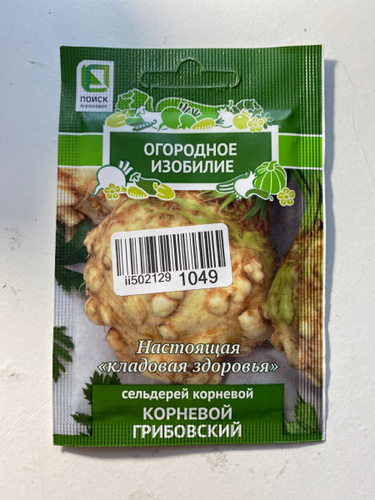 ПОИСК
ОГОРОДНОЕ
ИЗОБИЛИЕ
ii502129 1049
Настоящая
«кладовая здоровья»
сельдерей корневой
КОРНЕВОЙ
ГРИБОВСКИЙ